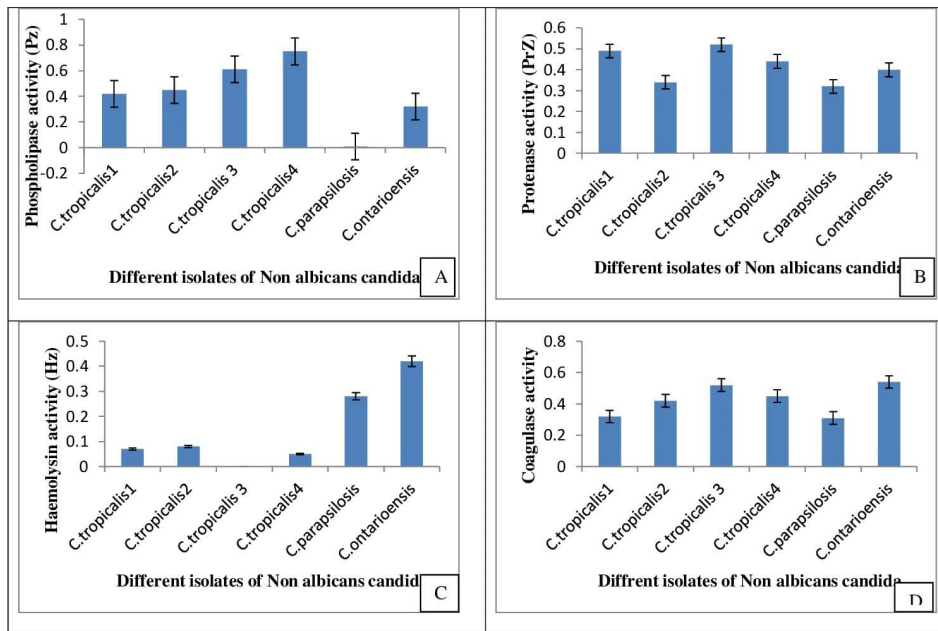 Phospholipase activity (Pz)
1
0.8
0.6
0.4
0.2
0
-0.2
C.tropicalis1
C.tropicalis2
C.tropicalis 3
C.tropicalis4
C.parapsilosis
C.ontarioensis
Different isolates of Non albicans candida
A
Protenase activity (PrZ)
0.6
0.5
0.4
0.3
0.2
0.1
0
C.tropicalis1
C.tropicalis2
C.tropicalis 3
C.tropicalis4
C.parapsilosis
C.ontarioensis
Different isolates of Non albicans candida
B
Haemolysin activity (Hz)
0.5
0.4
0.3
0.2
0.1
0
C.tropicalis1
C.tropicalis2
C.tropicalis 3
C.tropicalis4
C.parapsilosis
C.ontarioensis
Different isolates of Non albicans candid
C
Coagulase activity
0.8
0.6
0.4
0.2
0
C.tropicalis1
C.tropicalis2
C.tropicalis 3
C.tropicalis4
C.parapsilosis
C.ontarioensis
Diffrent isolates of Non albicans candida
D